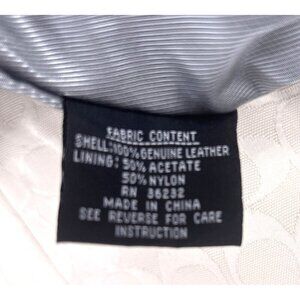 FABRIC CONTENT
SHELL: 100% GENUINE LEATHER
LINING: 50% ACETATE
50% NYLON
RN 36232
MADE IN CHINA
SEE REVERSE FOR CARE
INSTRUCTION